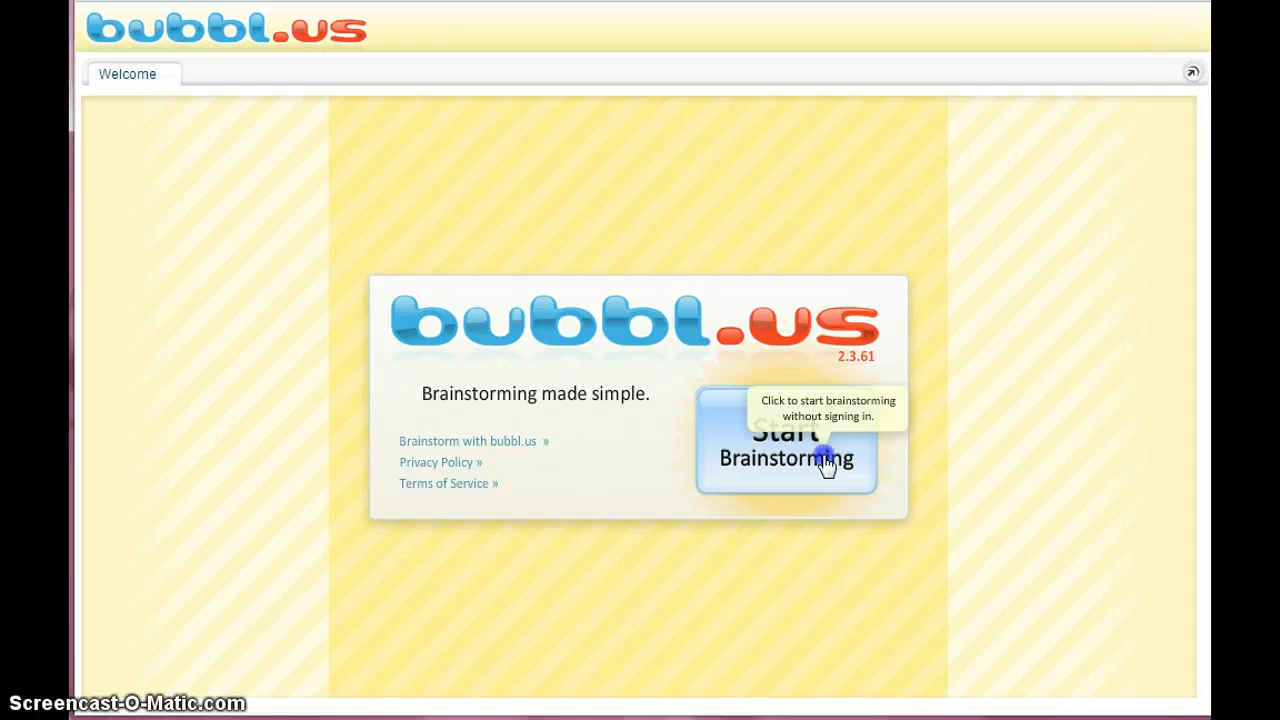 bubbl.us
Welcome
bubbl.us
2.3.61
Brainstorming made simple.
Click to start brainstorming
without signing in.
Start
Brainstorming
Brainstorm with bubbl.us »
Privacy Policy »
Terms of Service »
Screencast-O-Matic.com